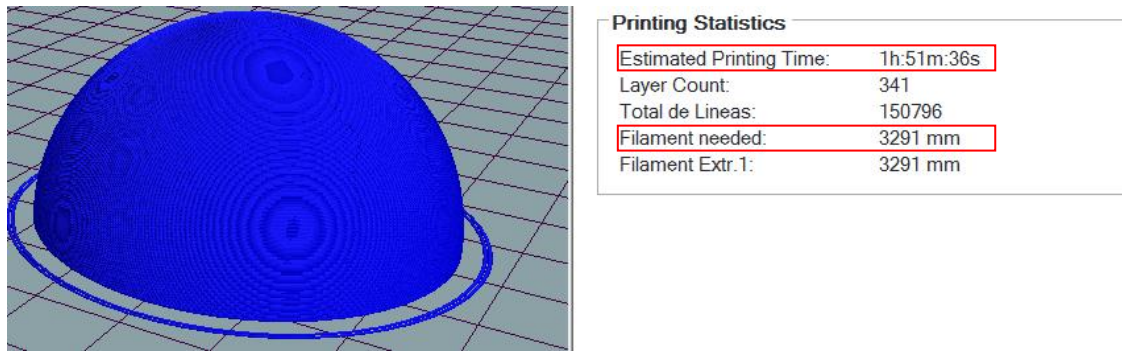 Printing Statistics
Estimated Printing Time: 1h:51m:36s
Layer Count: 341
Total de Lineas: 150796
Filament needed: 3291 mm
Filament Extr.1: 3291 mm